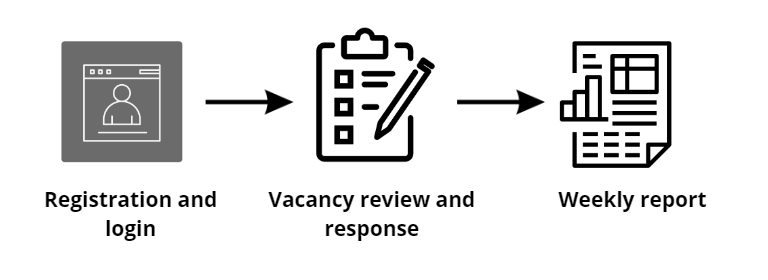 Registration and
login
Vacancy review and
response
Weekly report